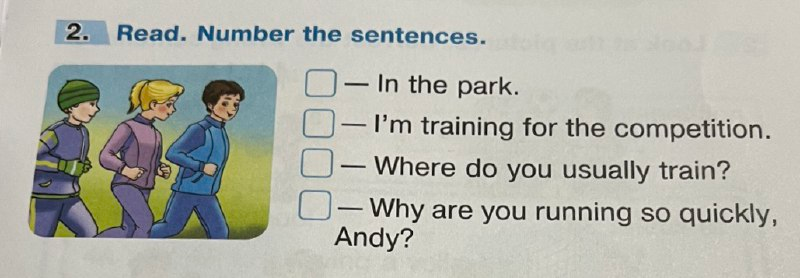 2. Read. Number the sentences.
— In the park.
— I'm training for the competition.
— Where do you usually train?
— Why are you running so quickly,
Andy?